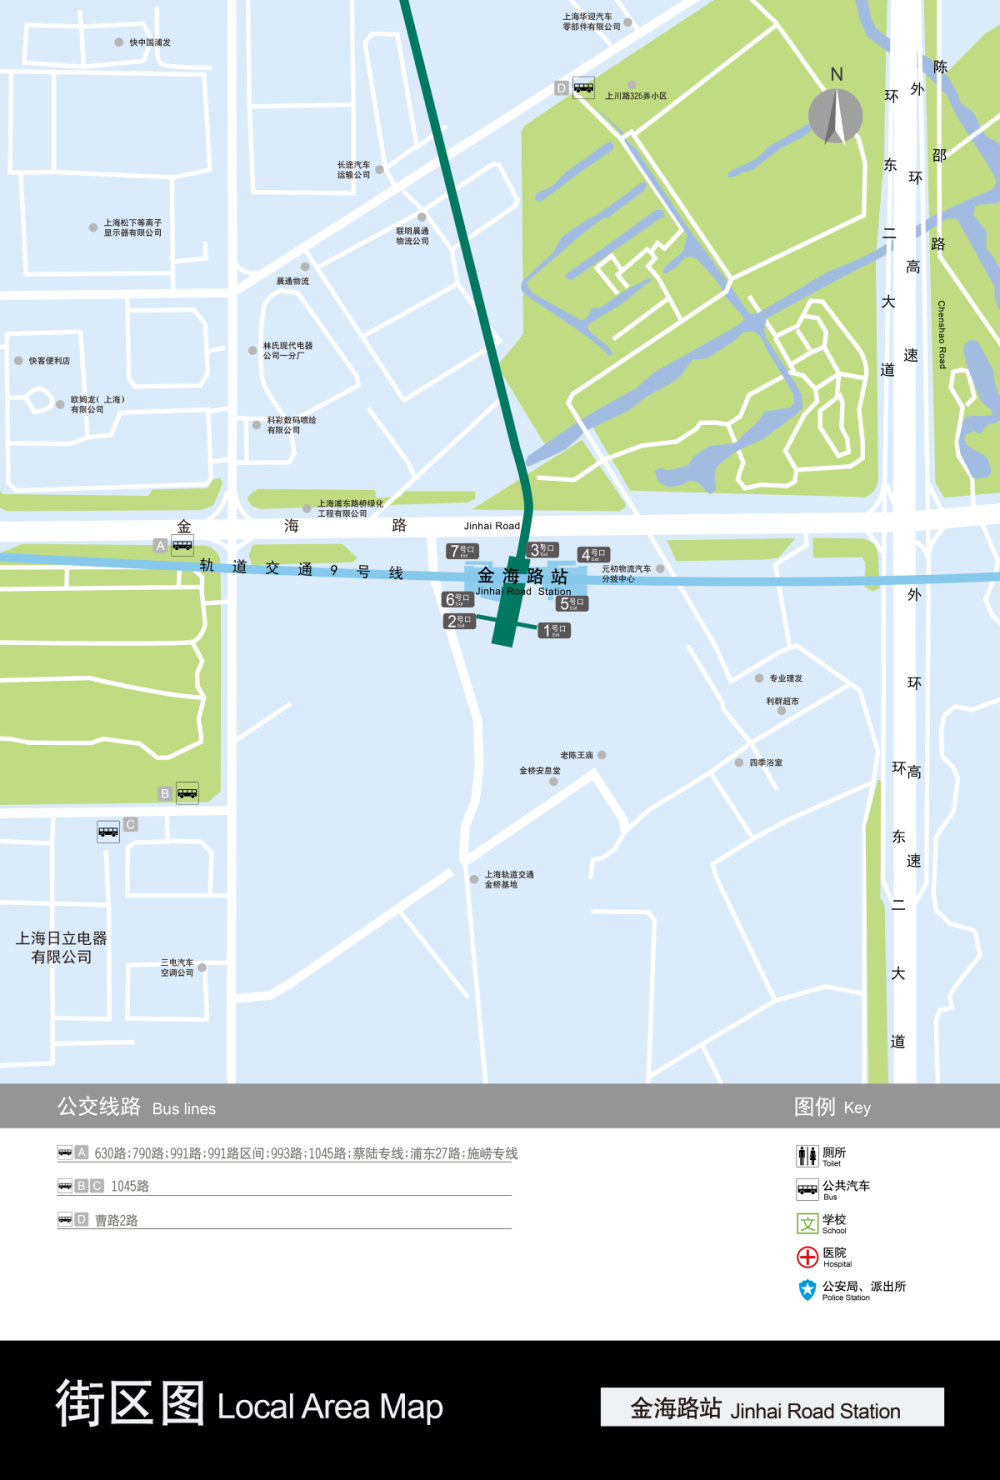 快中国浦发
上海华迎汽车
零部件有限公司
D
上川路326弄小区
N
陈
邵
路
Chenshao Road
外
环
高
速
环
东
二
大
道
长途汽车
运输公司
上海松下等离子
显示器有限公司
联明晨通
物流公司
晨通物流
林氏现代电器
公司一分厂
快客便利店
欧姆龙(上海)
有限公司
科彩数码喷绘
有限公司
上海浦东路桥绿化
工程有限公司
金 海 路 Jinhai Road
A
轨道交通9号线
7号口
Exit
3号口
Exit
4号口
Exit
金海路站
Jinhai Road Station
元初物流汽车
分拨中心
6号口
Exit
5号口
Exit
2号口
Exit
1号口
Exit
外
环
高
速
专业理发
利群超市
老陈王庙
金桥安息堂
四季浴室
环
东
二
大
道
B
C
上海轨道交通
金桥基地
上海日立电器
有限公司
三电汽车
空调公司
公交线路 Bus lines
A 630路;790路;991路;991路区间;993路;1045路;蔡陆专线;浦东27路;施崂专线
B C 1045路
D 曹路2路
图例 Key
厕所
Toilet
公共汽车
Bus
文 学校
School
医院
Hospital
公安局、派出所
Police Station
街区图 Local Area Map
金海路站 Jinhai Road Station